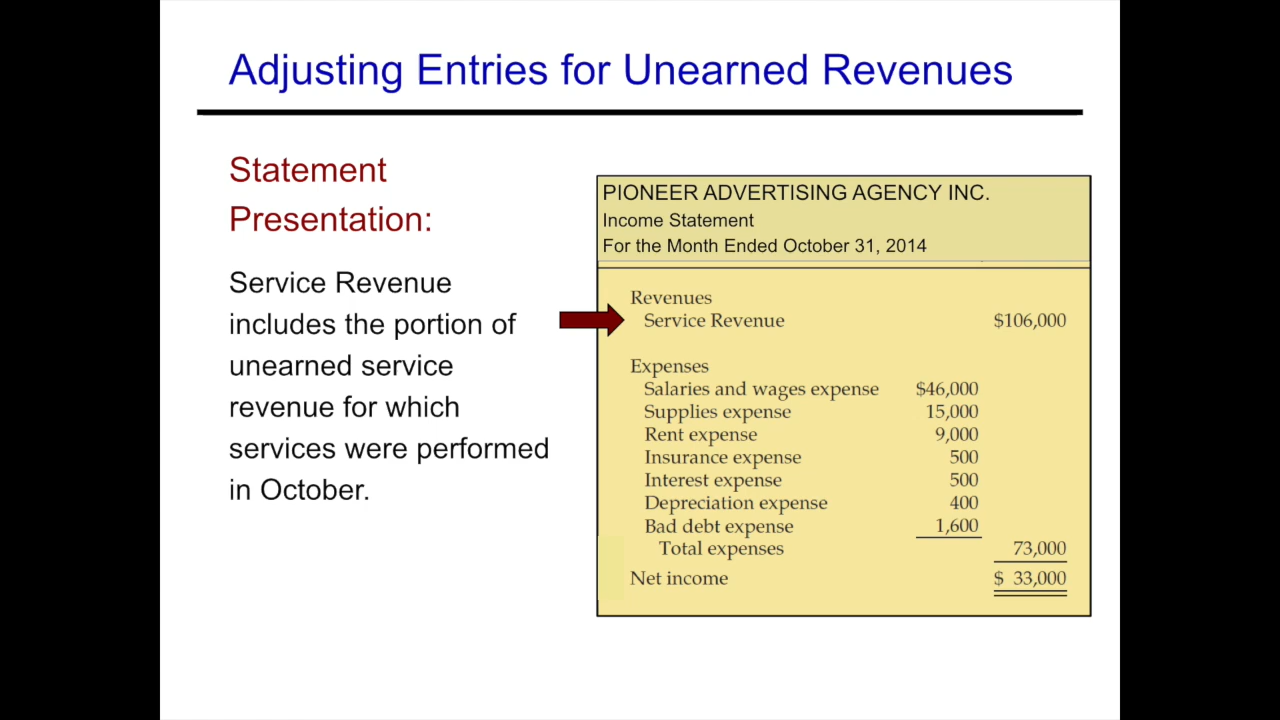 Adjusting Entries for Unearned Revenues
Statement
Presentation:
Service Revenue
includes the portion of
unearned service
revenue for which
services were performed
in October.
PIONEER ADVERTISING AGENCY INC.
Income Statement
For the Month Ended October 31, 2014
Revenues
Service Revenue $106,000
Expenses
Salaries and wages expense $46,000
Supplies expense 15,000
Rent expense 9,000
Insurance expense 500
Interest expense 500
Depreciation expense 400
Bad debt expense 1,600
Total expenses 73,000
Net income $ 33,000